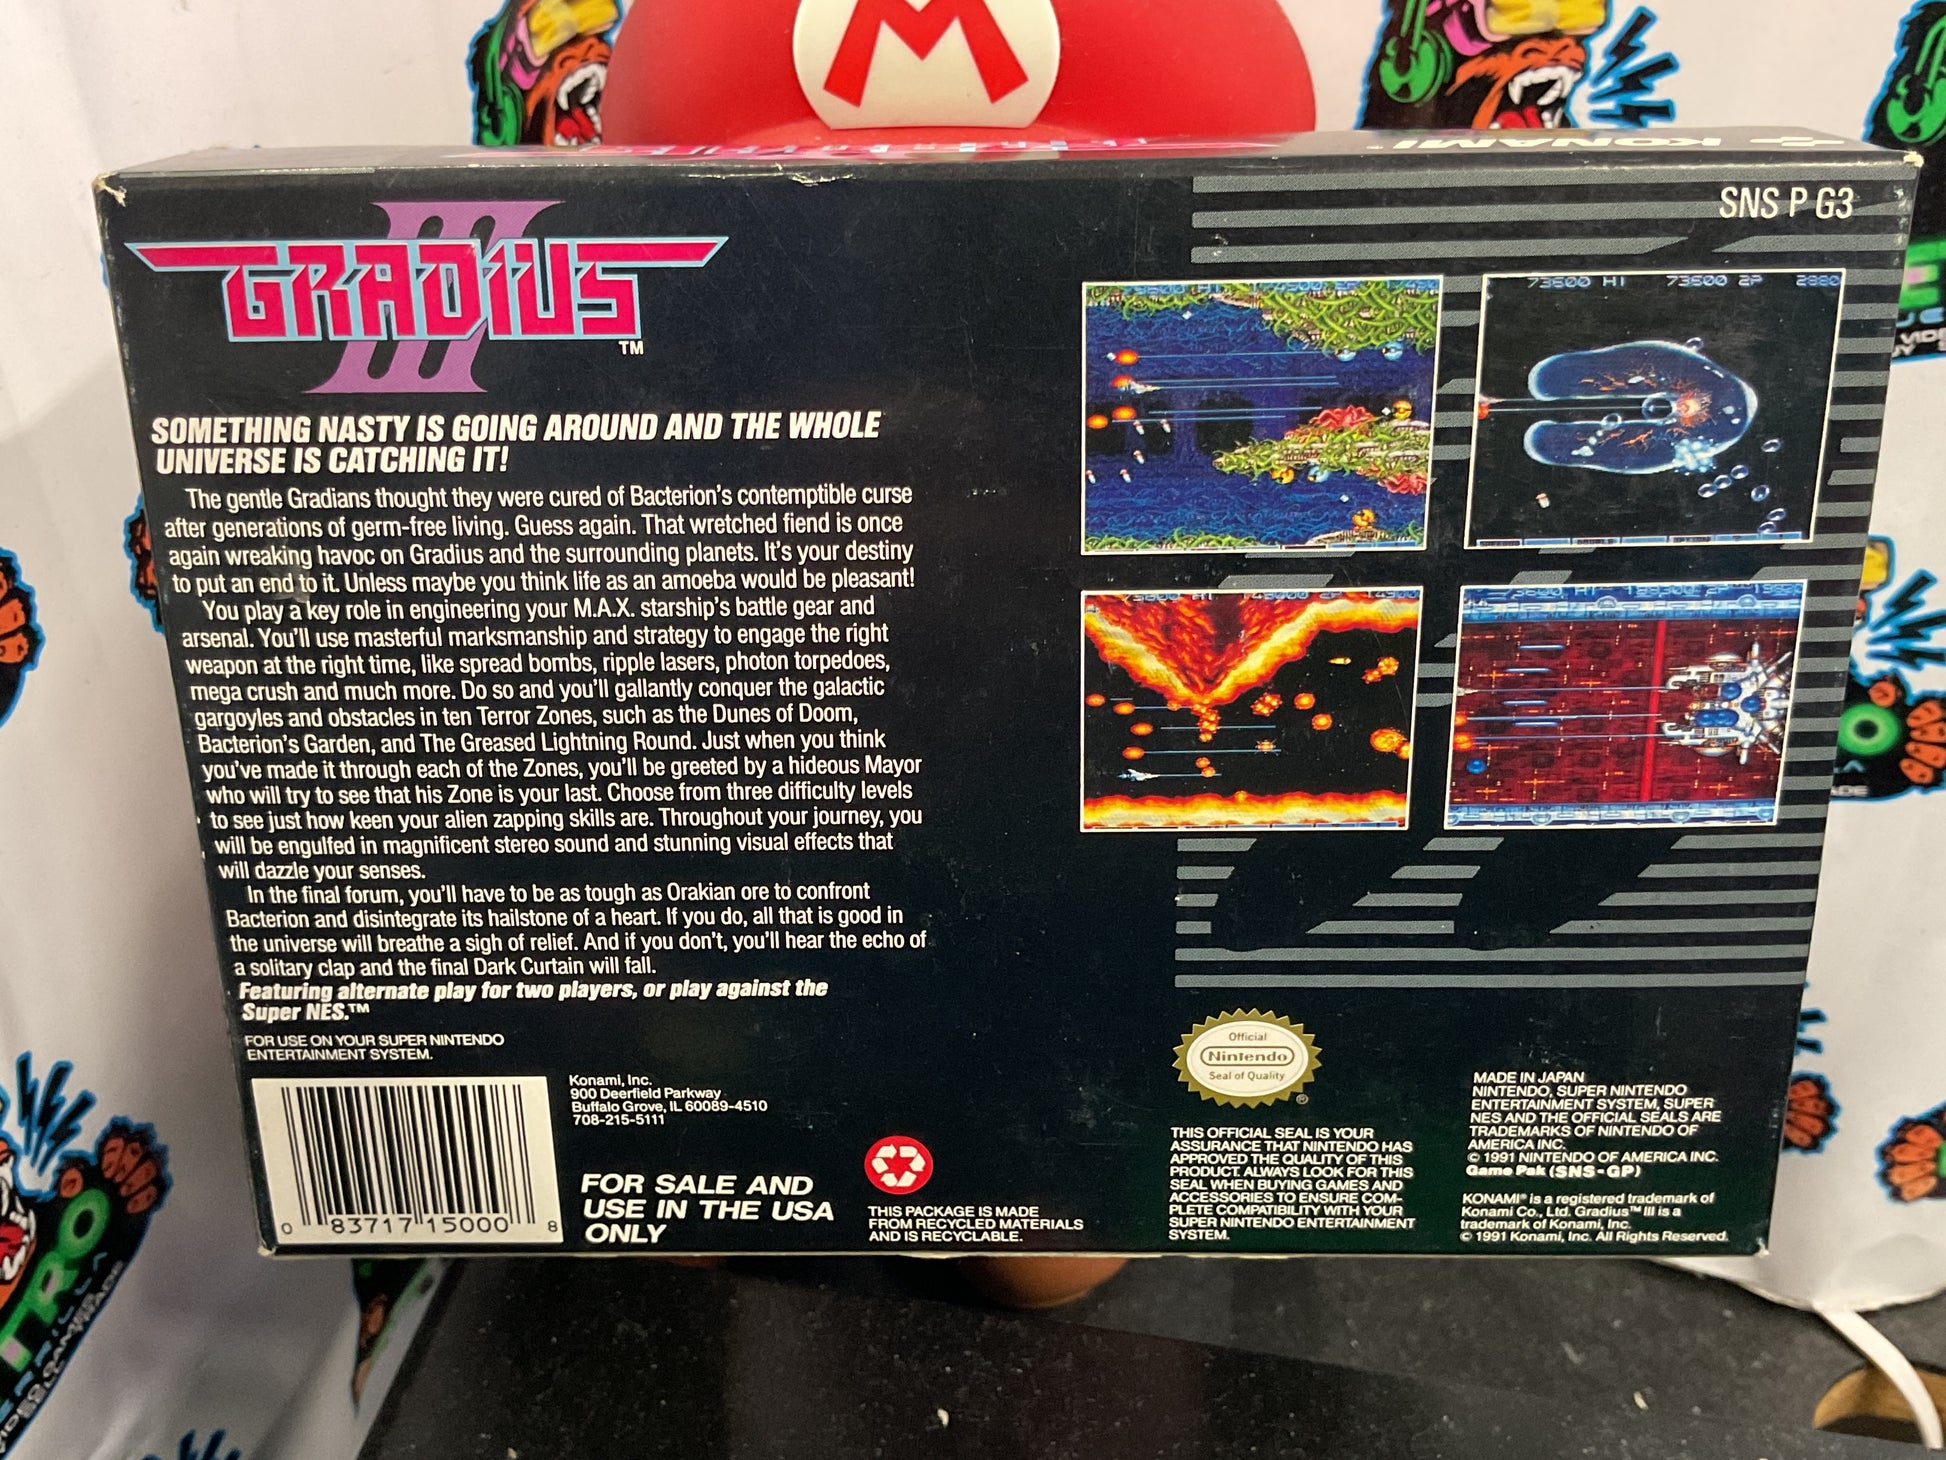 M
KONAMI™
SNS P G3
III
GRADIUS
TM
SOMETHING NASTY IS GOING AROUND AND THE WHOLE
UNIVERSE IS CATCHING IT!
The gentle Gradians thought they were cured of Bacterion's contemptible curse
after generations of germ-free living. Guess again. That wretched fiend is once
again wreaking havoc on Gradius and the surrounding planets. It's your destiny
to put an end to it. Unless maybe you think life as an amoeba would be pleasant!
You play a key role in engineering your M.A.X. starship's battle gear and
arsenal. You'll use masterful marksmanship and strategy to engage the right
weapon at the right time, like spread bombs, ripple lasers, photon torpedoes,
mega crush and much more. Do so and you'll gallantly conquer the galactic
gargoyles and obstacles in ten Terror Zones, such as the Dunes of Doom,
Bacterion's Garden, and The Greased Lightning Round. Just when you think
you've made it through each of the Zones, you'll be greeted by a hideous Mayor
who will try to see that his Zone is your last. Choose from three difficulty levels
to see just how keen your alien zapping skills are. Throughout your journey, you
will be engulfed in magnificent stereo sound and stunning visual effects that
will dazzle your senses.
In the final forum, you'll have to be as tough as Orakian ore to confront
Bacterion and disintegrate its hailstone of a heart. If you do, all that is good in
the universe will breathe a sigh of relief. And if you don't, you'll hear the echo of
a solitary clap and the final Dark Curtain will fall.
Featuring alternate play for two players, or play against the
Super NES.™
FOR USE ON YOUR SUPER NINTENDO
ENTERTAINMENT SYSTEM.
0 83717 15000 8
Konami, Inc.
900 Deerfield Parkway
Buffalo Grove, IL 60089-4510
708-215-5111
FOR SALE AND
USE IN THE USA
ONLY
THIS PACKAGE IS MADE
FROM RECYCLED MATERIALS
AND IS RECYCLABLE.
73600 HI 73600 2P 2980
Official
Nintendo
Seal of Quality
®
THIS OFFICIAL SEAL IS YOUR
ASSURANCE THAT NINTENDO HAS
APPROVED THE QUALITY OF THIS
PRODUCT. ALWAYS LOOK FOR THIS
SEAL WHEN BUYING GAMES AND
ACCESSORIES TO ENSURE COM-
PLETE COMPATIBILITY WITH YOUR
SUPER NINTENDO ENTERTAINMENT
SYSTEM.
MADE IN JAPAN
NINTENDO, SUPER NINTENDO
ENTERTAINMENT SYSTEM, SUPER
NES AND THE OFFICIAL SEALS ARE
TRADEMARKS OF NINTENDO OF
AMERICA INC.
© 1991 NINTENDO OF AMERICA INC.
Game Pak (SNS-GP)
KONAMI® is a registered trademark of
Konami Co., Ltd. Gradius™ III is a
trademark of Konami, Inc.
© 1991 Konami, Inc. All Rights Reserved.